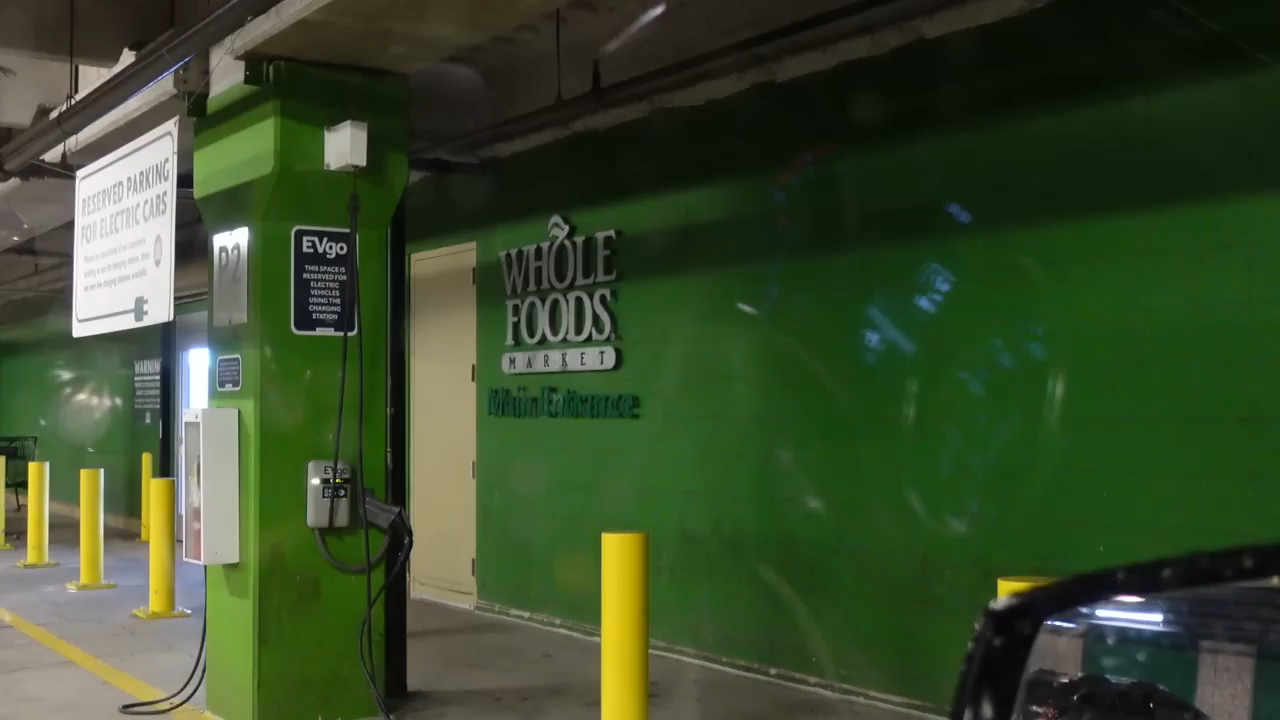 RESERVED PARKING
FOR ELECTRIC CARS
P2
EVgo
THIS SPACE IS
RESERVED FOR
ELECTRIC
VEHICLES
USING THE
CHARGING
STATION
WARNING
EVgo
WHOLE
FOODS
MARKET
Main Entrance